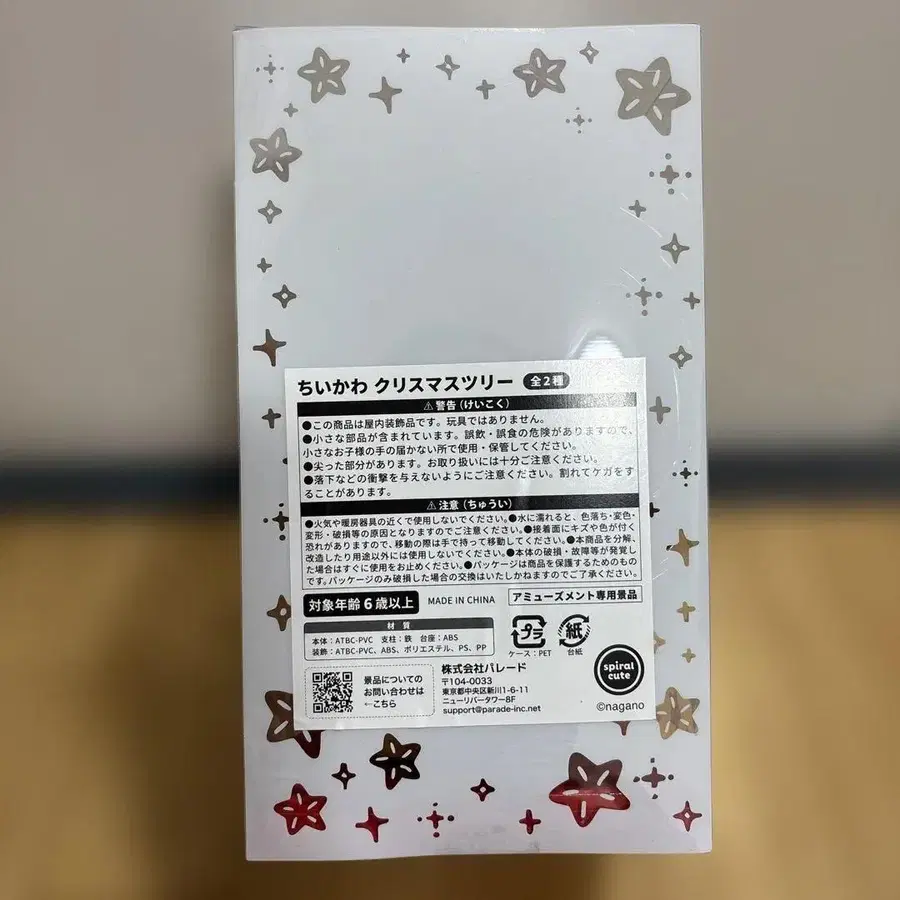 ちいかわ クリスマスツリー 全2種
⚠警告(けいこく)
●この商品は屋内装飾品です。玩具ではありません。
●小さな部品が含まれています。誤飲・誤食の危険がありますので、
小さなお子様の手の届かない所で使用・保管してください。
●尖った部分があります。お取り扱いには十分ご注意ください。
●落下などの衝撃を与えないようにご注意ください。割れてケガをす
ることがあります。
⚠注意(ちゅうい)
●火気や暖房器具の近くで使用しないでください。●水に濡れると、色落ち・変色・
変形・破損等の原因となりますのでご注意ください。●接着面にキズや色が付く
恐れがありますので、移動の際は手で持って移動してください。●本商品を分解、
改造したり用途以外には使用しないでください。●本体の破損・故障等が発覚し
た場合はすぐに使用をお止めください。●パッケージは商品を保護するためのもの
です。パッケージのみ破損した場合の交換はいたしかねますのでご了承ください。
対象年齢6歳以上 MADE IN CHINA アミューズメント専用景品
材質
本体:ATBC-PVC 支柱:鉄 台座:ABS
装飾:ATBC-PVC、ABS、ポリエステル、PS、PP
プラ
ケース:PET
紙
台紙
景品についての
お問い合わせは
←こちら
株式会社パレード
〒104-0033
東京都中央区新川1-6-11
ニューリバータワー8F
support@parade-inc.net
spiral
cute
©nagano